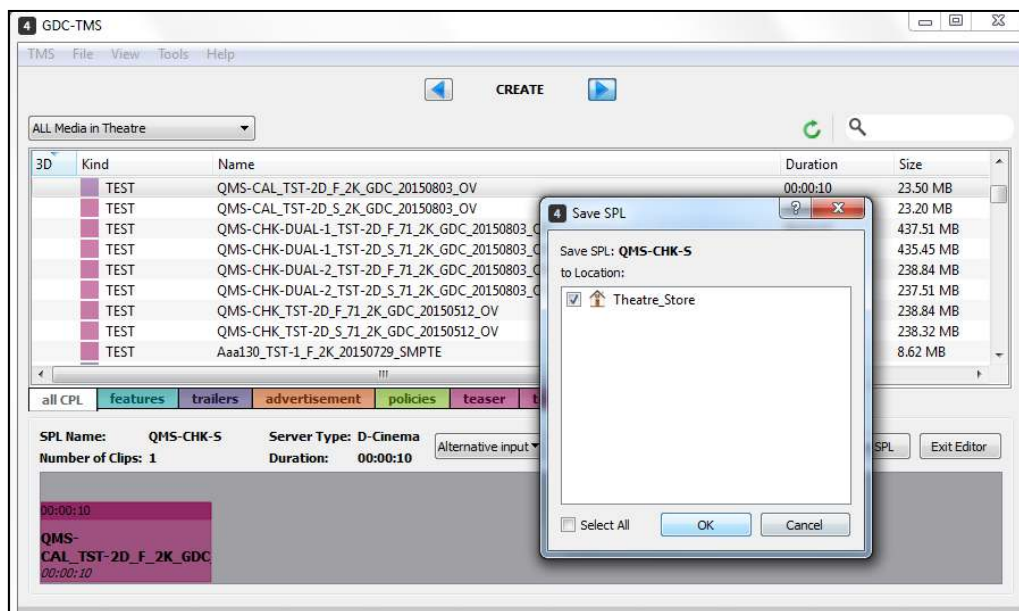 4 GDC-TMS
TMS File View Tools Help
CREATE
ALL Media in Theatre
3D Kind Name Duration Size
TEST QMS-CAL_TST-2D_F_2K_GDC_20150803_OV 00:00:10 23.50 MB
TEST QMS-CAL_TST-2D_S_2K_GDC_20150803_OV 23.20 MB
TEST QMS-CHK-DUAL-1_TST-2D_F_71_2K_GDC_20150803_O 437.51 MB
TEST QMS-CHK-DUAL-1_TST-2D_S_71_2K_GDC_20150803_O 435.45 MB
TEST QMS-CHK-DUAL-2_TST-2D_F_71_2K_GDC_20150803_O 238.84 MB
TEST QMS-CHK-DUAL-2_TST-2D_S_71_2K_GDC_20150803_O 237.51 MB
TEST QMS-CHK_TST-2D_F_71_2K_GDC_20150512_OV 238.84 MB
TEST QMS-CHK_TST-2D_S_71_2K_GDC_20150512_OV 238.32 MB
TEST Aaa130_TST-1_F_2K_20150729_SMPTE 8.62 MB
all CPL features trailers advertisement policies teaser t
SPL Name: QMS-CHK-S Server Type: D-Cinema Alternative input SPL Exit Editor
Number of Clips: 1 Duration: 00:00:10
00:00:10
QMS-
CAL_TST-2D_F_2K_GDC
00:00:10
4 Save SPL
Save SPL: QMS-CHK-S
to Location:
Theatre_Store
Select All OK Cancel